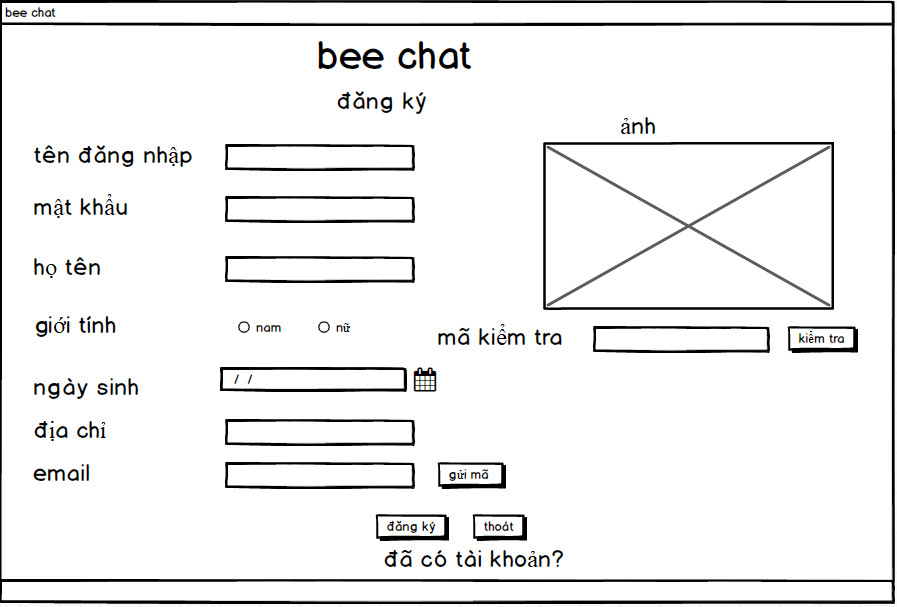 bee chat
bee chat
đăng ký
ảnh
tên đăng nhập
mật khẩu
họ tên
giới tính
nam
nữ
mã kiểm tra
kiểm tra
ngày sinh
/ /
địa chỉ
email
gửi mã
đăng ký
thoát
đã có tài khoản?